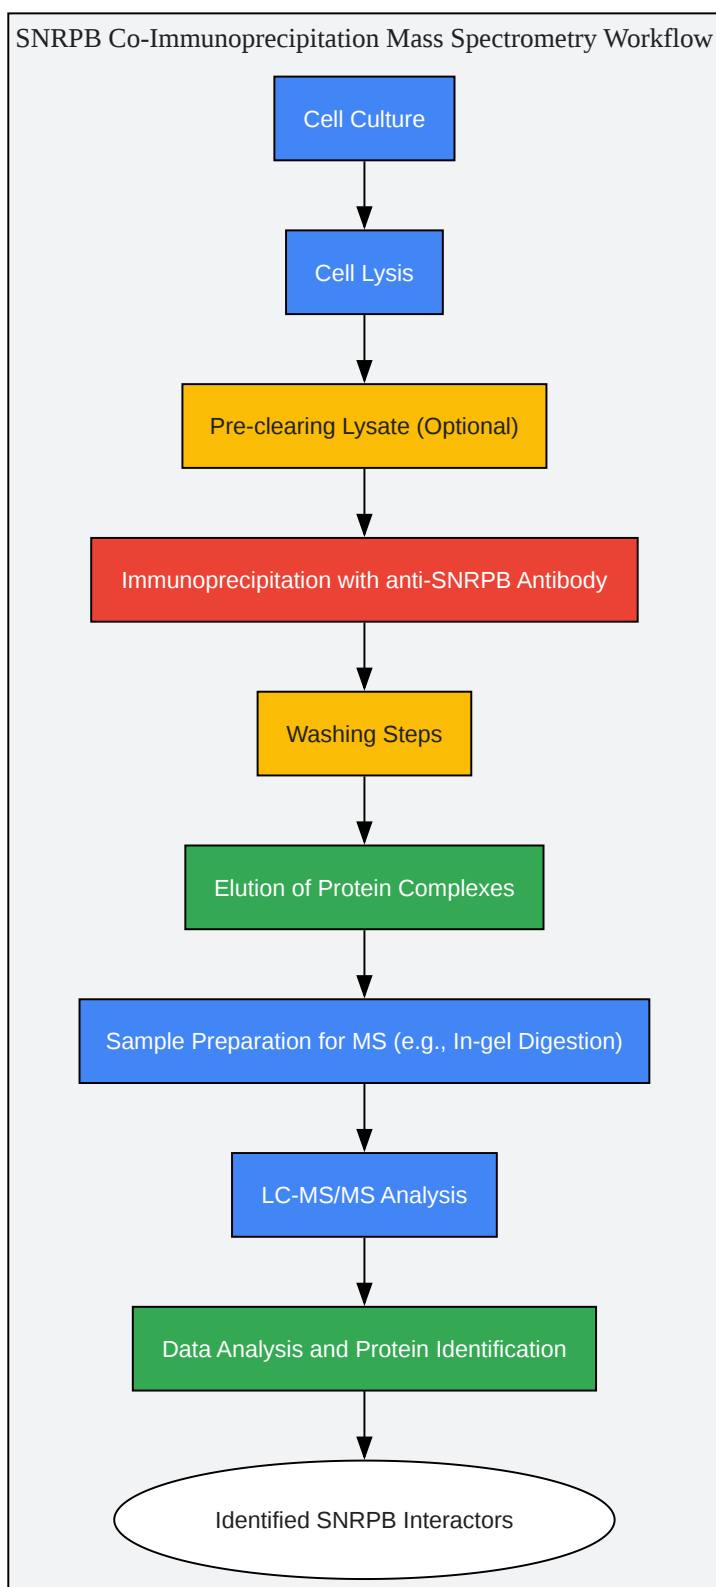 SNRPB Co-Immunoprecipitation Mass Spectrometry Workflow
Cell Culture
Cell Lysis
Pre-clearing Lysate (Optional)
Immunoprecipitation with anti-SNRPB Antibody
Washing Steps
Elution of Protein Complexes
Sample Preparation for MS (e.g., In-gel Digestion)
LC-MS/MS Analysis
Data Analysis and Protein Identification
Identified SNRPB Interactors